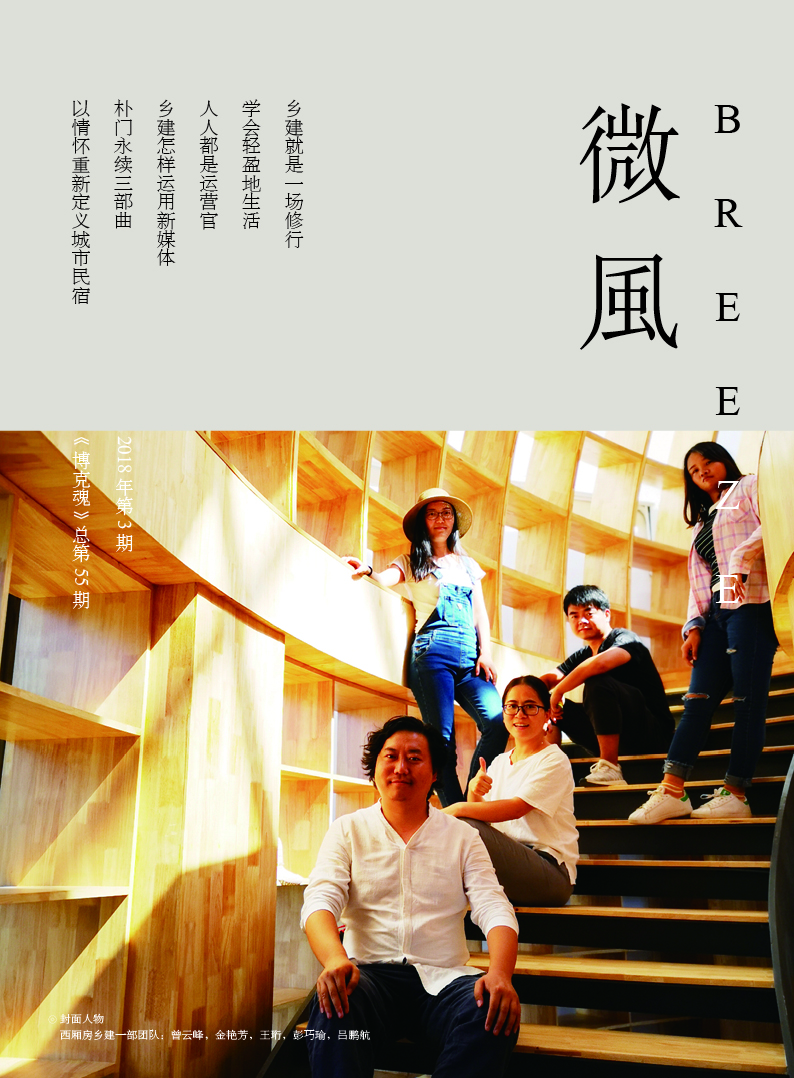 BREEZE
微風
乡建就是一场修行
学会轻盈地生活
人人都是运营官
乡建怎样运用新媒体
朴门永续三部曲
以情怀重新定义城市民宿
2018年第3期
《博克魂》总第55期
封面人物
西厢房乡建一部团队：曾云峰，金艳芳，王珩，彭巧瑜，吕鹏航